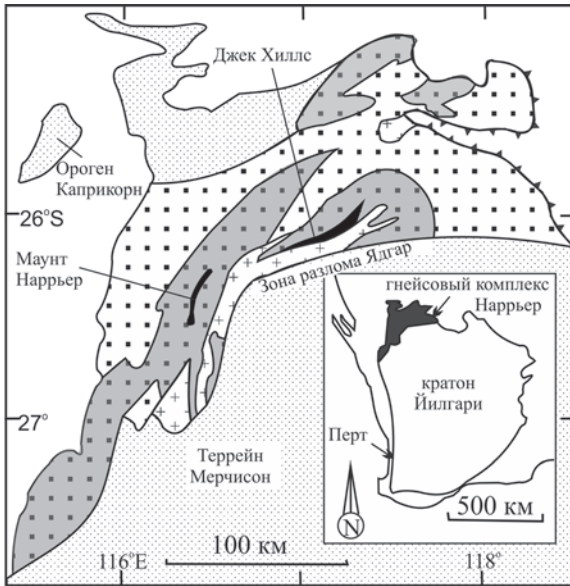 Джек Хиллс
Ороген
Каприкорн
26°S
Маунт
Наррьер
Зона разлома Ядгар
гнейсовый комплекс
Наррьер
кратон
Йилгари
27°
Перт
Террейн
Мерчисон
500 км
N
100 км
116°E
118°